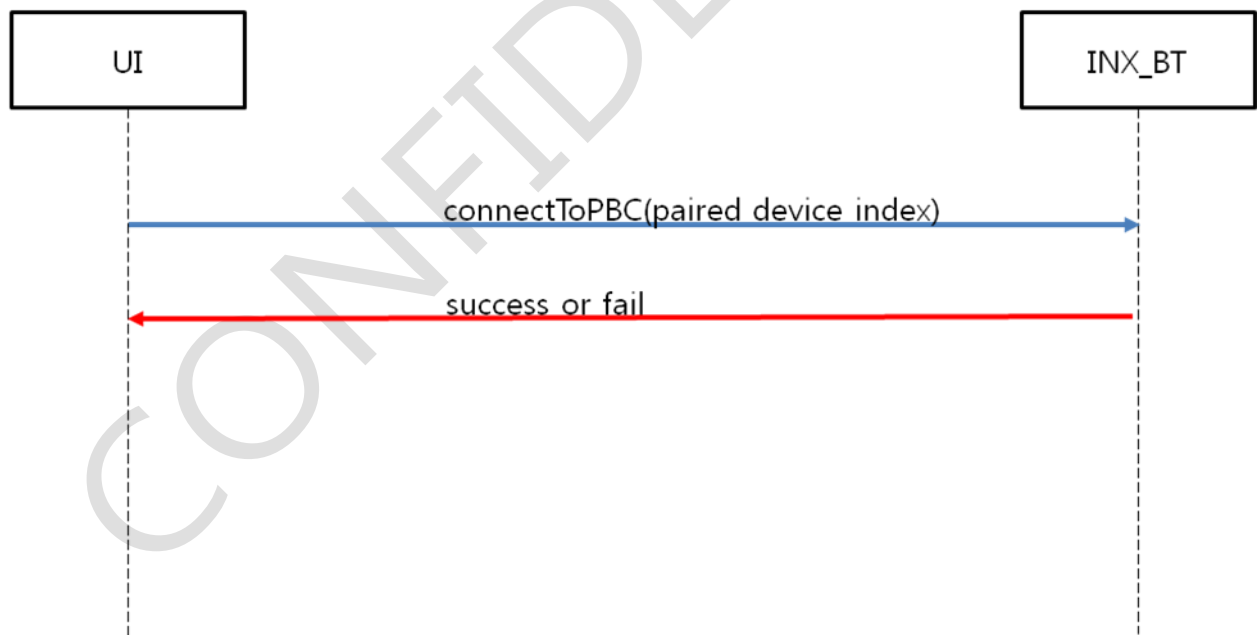 UI
INX_BT
connectToPBC(paired device index)
success or fail
CONFIDE